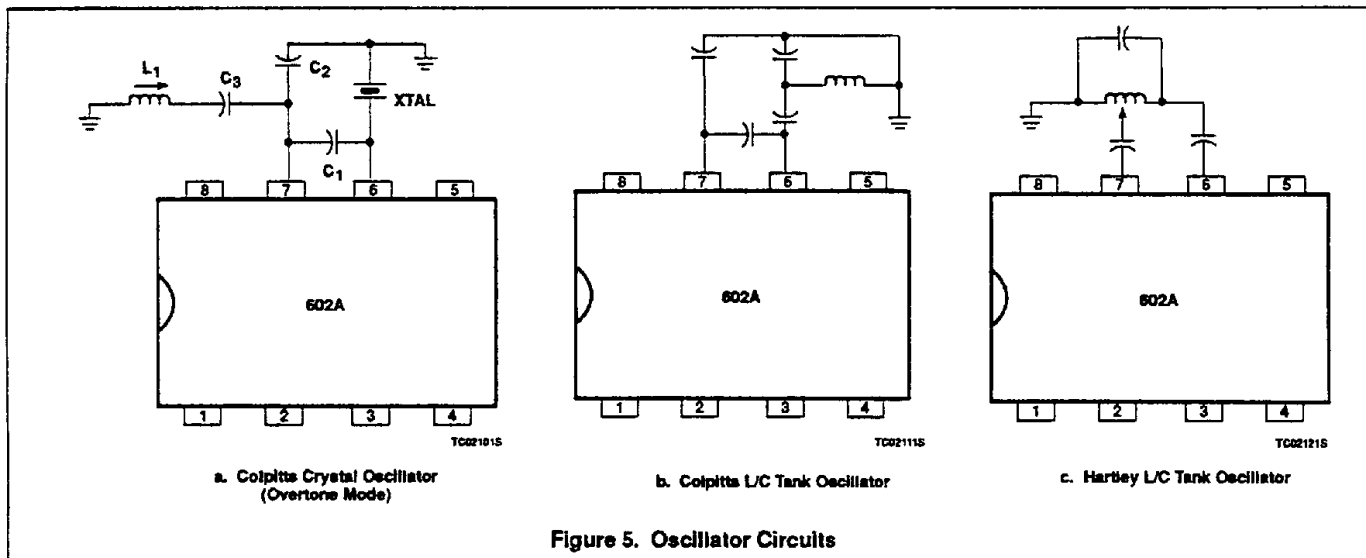 L1
C3
C2
XTAL
C1
8 7 6 5
602A
1 2 3 4
TC02101S
a. Colpitts Crystal Oscillator
(Overtone Mode)
8 7 6 5
602A
1 2 3 4
TC02111S
b. Colpitts L/C Tank Oscillator
8 7 6 5
602A
1 2 3 4
TC02121S
c. Hartley L/C Tank Oscillator
Figure 5. Oscillator Circuits